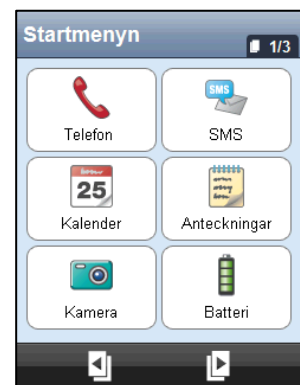 Startmenyn
1/3
Telefon
SMS
SMS
25
Kalender
Anteckningar
Kamera
Batteri